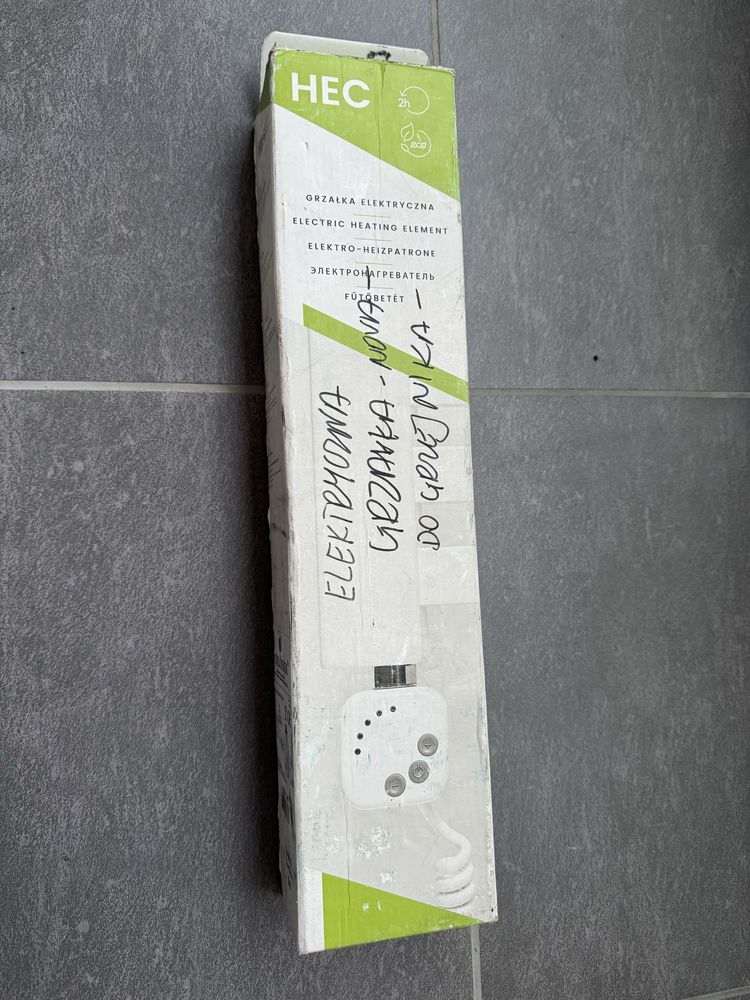 HEC
2h
eco
GRZAŁKA ELEKTRYCZNA
ELECTRIC HEATING ELEMENT
ELEKTRO-HEIZPATRONE
ЭЛЕКТРОНАГРЕВАТЕЛЬ
FŰTŐBETÉT
ELEKTRYCZNA
GRZAŁKA - NOWA -
DO GRZEJNIKA -